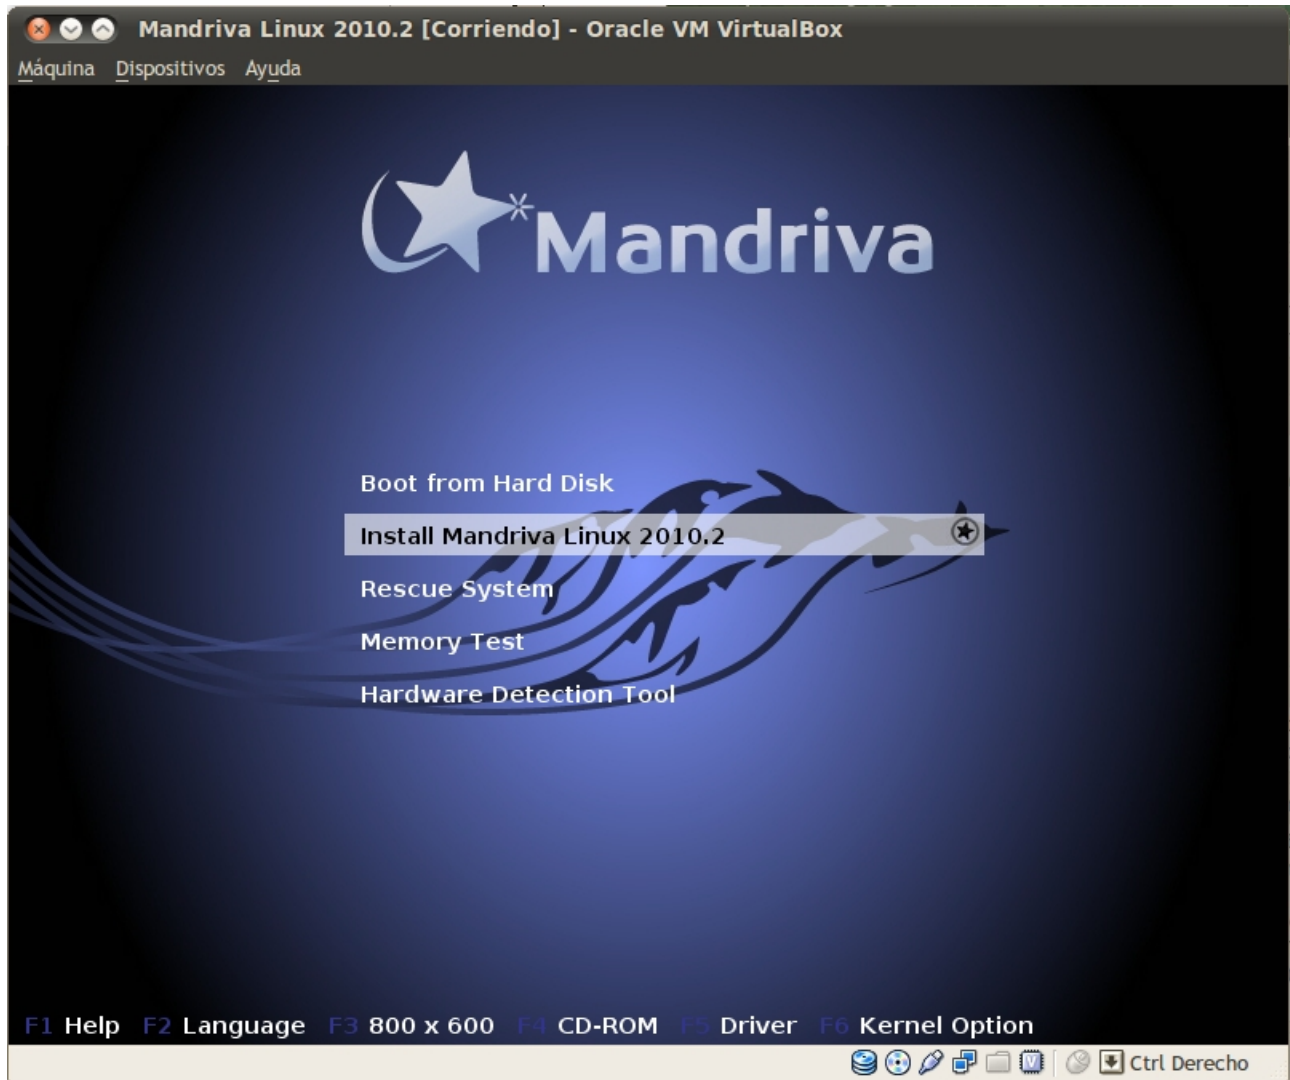 Mandriva Linux 2010.2 [Corriendo] - Oracle VM VirtualBox
Máquina Dispositivos Ayuda
Mandriva
Boot from Hard Disk
Install Mandriva Linux 2010.2
Rescue System
Memory Test
Hardware Detection Tool
F1 Help F2 Language F3 800 x 600 F4 CD-ROM F5 Driver F6 Kernel Option
V Ctrl Derecho